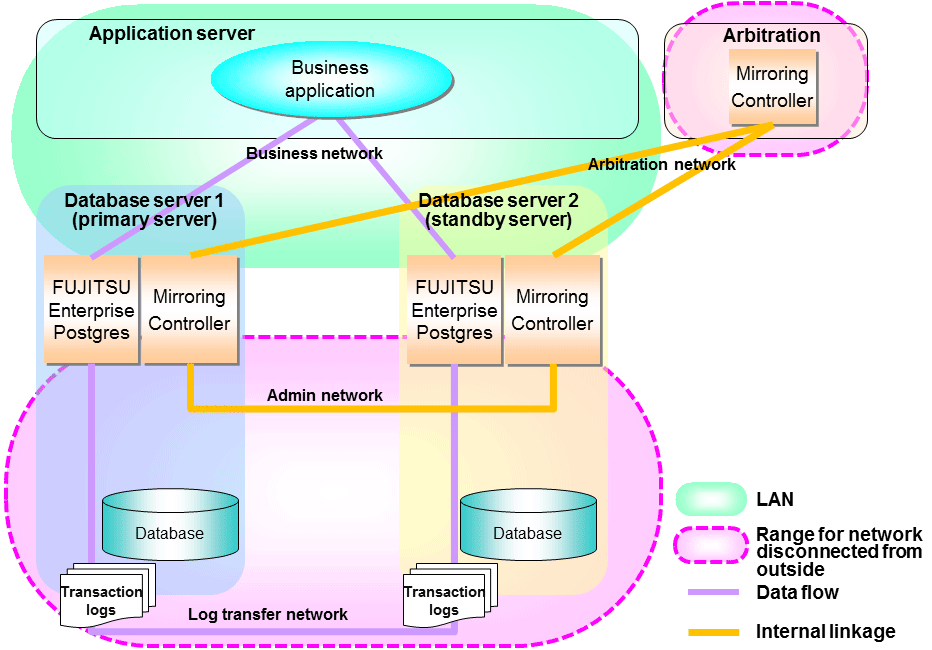 Application server
Business
application
Arbitration
Mirroring
Controller
Business network
Arbitration network
Database server 1
(primary server)
Database server 2
(standby server)
FUJITSU
Enterprise
Postgres
Mirroring
Controller
FUJITSU
Enterprise
Postgres
Mirroring
Controller
Admin network
Database
Database
Transaction
logs
Transaction
logs
Log transfer network
LAN
Range for network
disconnected from
outside
Data flow
Internal linkage